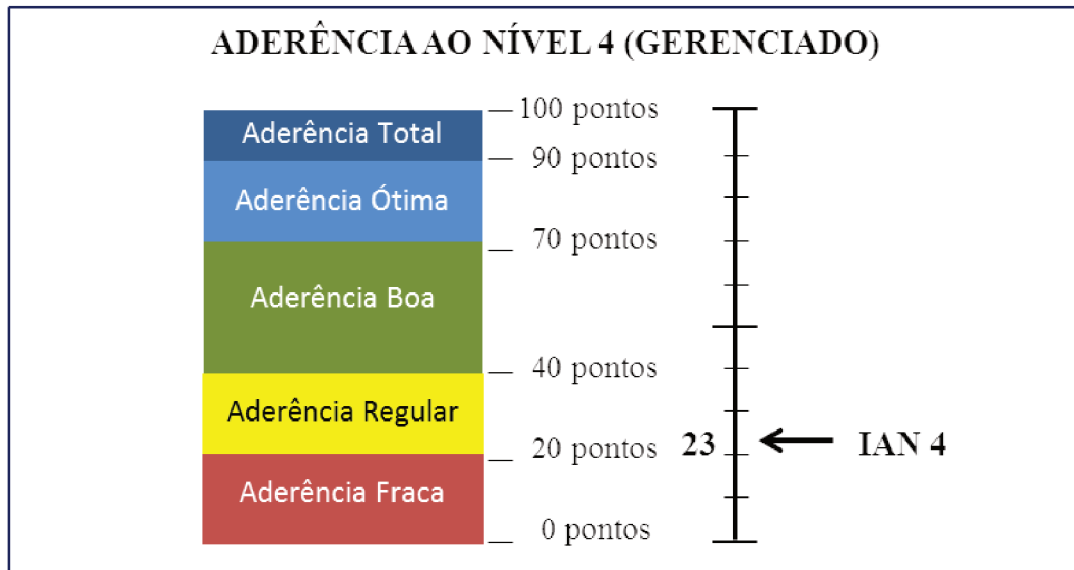 ADERÊNCIA AO NÍVEL 4 (GERENCIADO)
100 pontos
Aderência Total
90 pontos
Aderência Ótima
70 pontos
Aderência Boa
40 pontos
Aderência Regular
23 IAN 4
20 pontos
Aderência Fraca
0 pontos